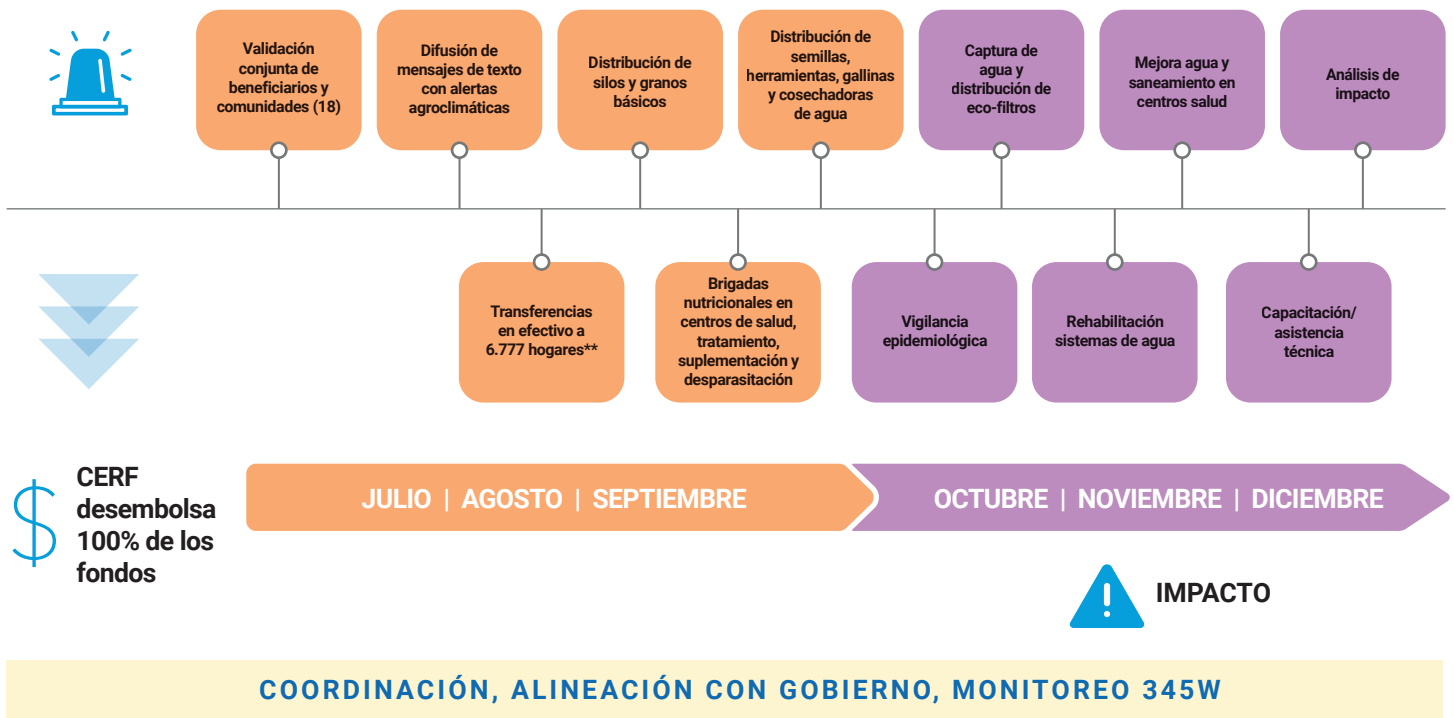 Validación
conjunta de
beneficiarios y
comunidades (18)
Difusión de
mensajes de texto
con alertas
agroclimáticas
Distribución de
silos y granos
básicos
Distribución de
semillas,
herramientas, gallinas
y cosechadoras
de agua
Captura de
agua y
distribución de
eco-filtros
Mejora agua y
saneamiento en
centros salud
Análisis de
impacto
Transferencias
en efectivo a
6.777 hogares**
Brigadas
nutricionales en
centros de salud,
tratamiento,
suplementación y
desparasitación
Vigilancia
epidemiológica
Rehabilitación
sistemas de agua
Capacitación/
asistencia
técnica
CERF
desembolsa
100% de los
fondos
JULIO | AGOSTO | SEPTIEMBRE
OCTUBRE | NOVIEMBRE | DICIEMBRE
IMPACTO
COORDINACIÓN, ALINEACIÓN CON GOBIERNO, MONITOREO 345W